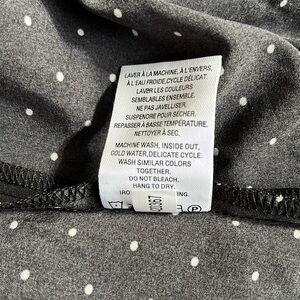 LAVER À LA MACHINE, À L'ENVERS,
À L'EAU FROIDE, CYCLE DÉLICAT.
LAVER LES COULEURS
SEMBLABLES ENSEMBLE.
NE PAS JAVELLISER.
SUSPENDRE POUR SÉCHER.
REPASSER À BASSE TEMPÉRATURE.
NETTOYER À SEC.
MACHINE WASH, INSIDE OUT,
COLD WATER, DELICATE CYCLE.
WASH SIMILAR COLORS
TOGETHER.
DO NOT BLEACH.
HANG TO DRY.
P